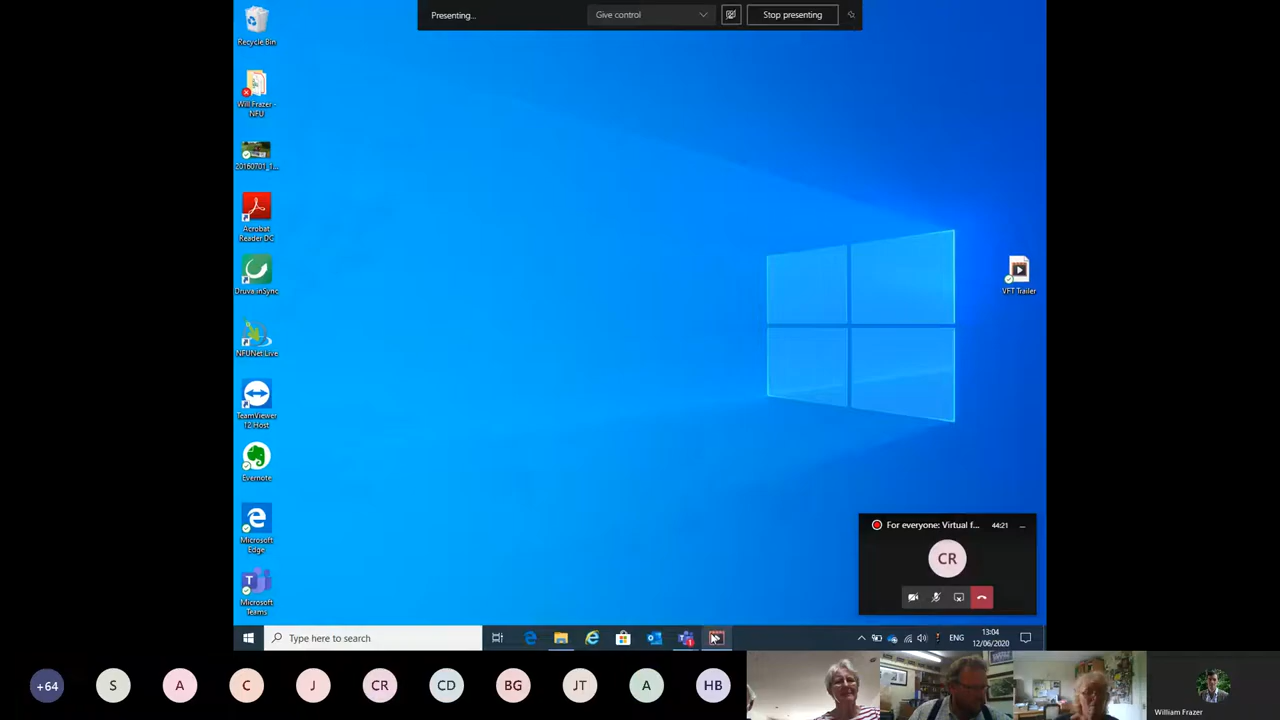 Presenting...
Give control
Stop presenting
Recycle Bin
Will Frazer -
NFU
20160701_1...
Acrobat
Reader DC
Druva inSync
NFUNet Live
TeamViewer
12 Host
Evernote
Microsoft
Edge
Microsoft
Teams
VFT Trailer
For everyone: Virtual f...
44:21
CR
Type here to search
ENG
13:04
12/06/2020
+64
S
A
C
J
CR
CD
BG
JT
A
HB
William Frazer